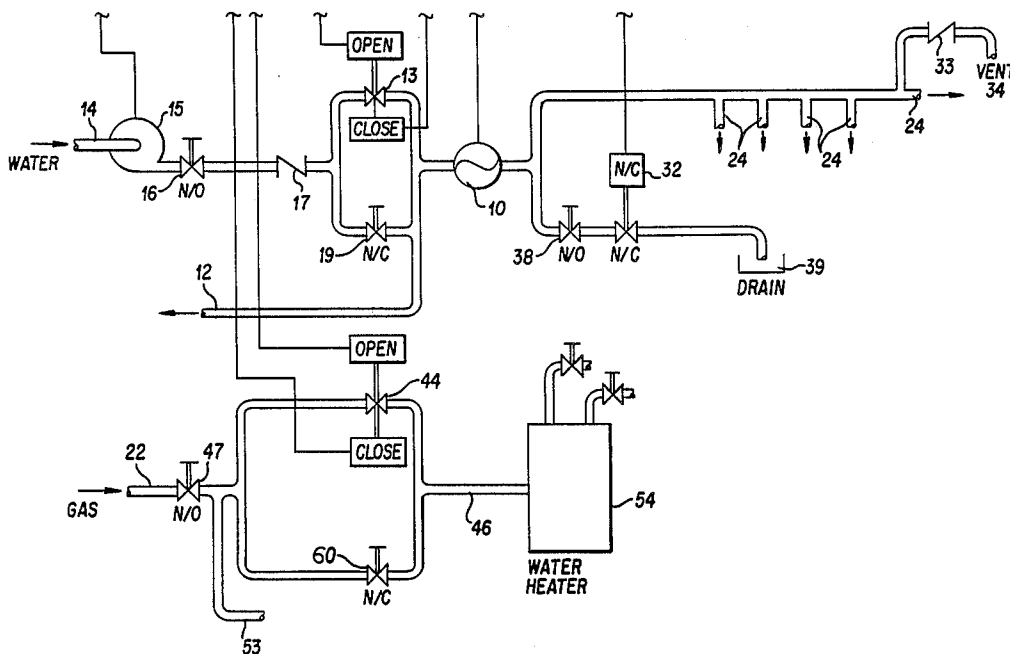 OPEN
13
33
VENT
34
15
14
WATER
CLOSE
24
24
24
16
N/O
17
10
N/C
32
19
N/C
38
N/O
N/C
39
DRAIN
12
OPEN
44
CLOSE
22
47
GAS
N/O
46
54
60
N/C
WATER
HEATER
53